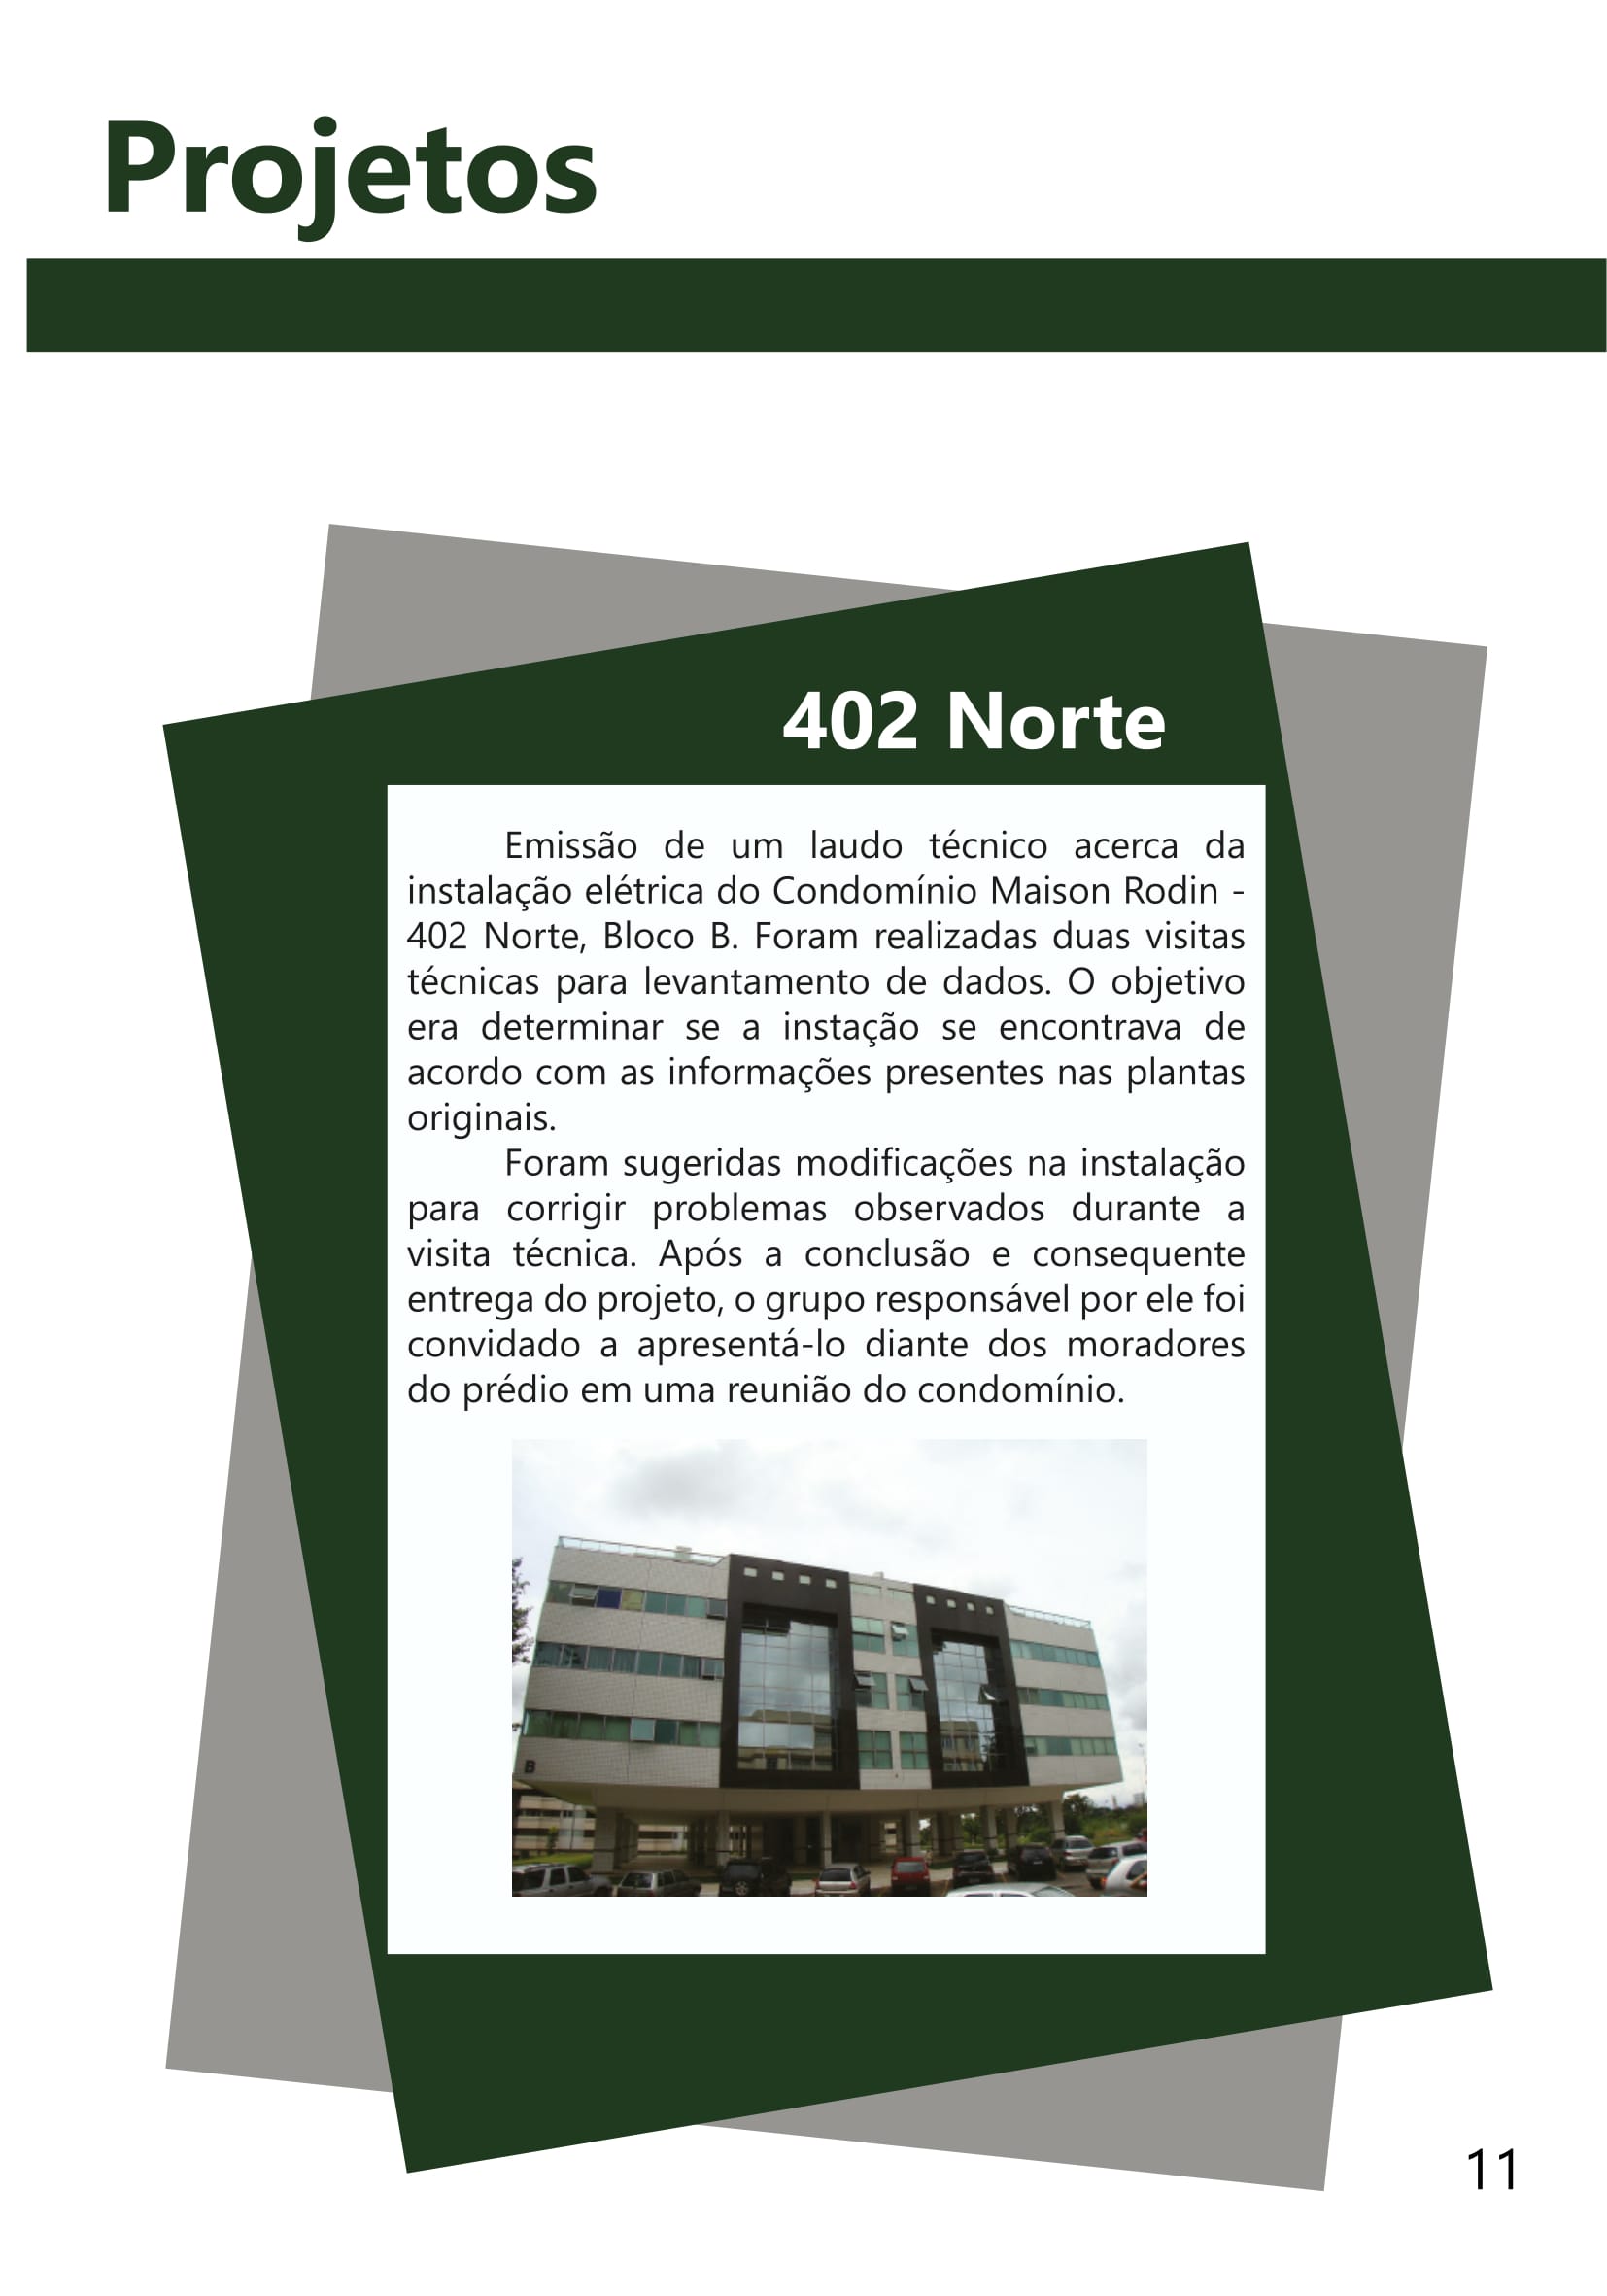 Projetos
402 Norte
Emissão de um laudo técnico acerca da
instalação elétrica do Condomínio Maison Rodin -
402 Norte, Bloco B. Foram realizadas duas visitas
técnicas para levantamento de dados. O objetivo
era determinar se a instação se encontrava de
acordo com as informações presentes nas plantas
originais.
Foram sugeridas modificações na instalação
para corrigir problemas observados durante a
visita técnica. Após a conclusão e consequente
entrega do projeto, o grupo responsável por ele foi
convidado a apresentá-lo diante dos moradores
do prédio em uma reunião do condomínio.
B
11